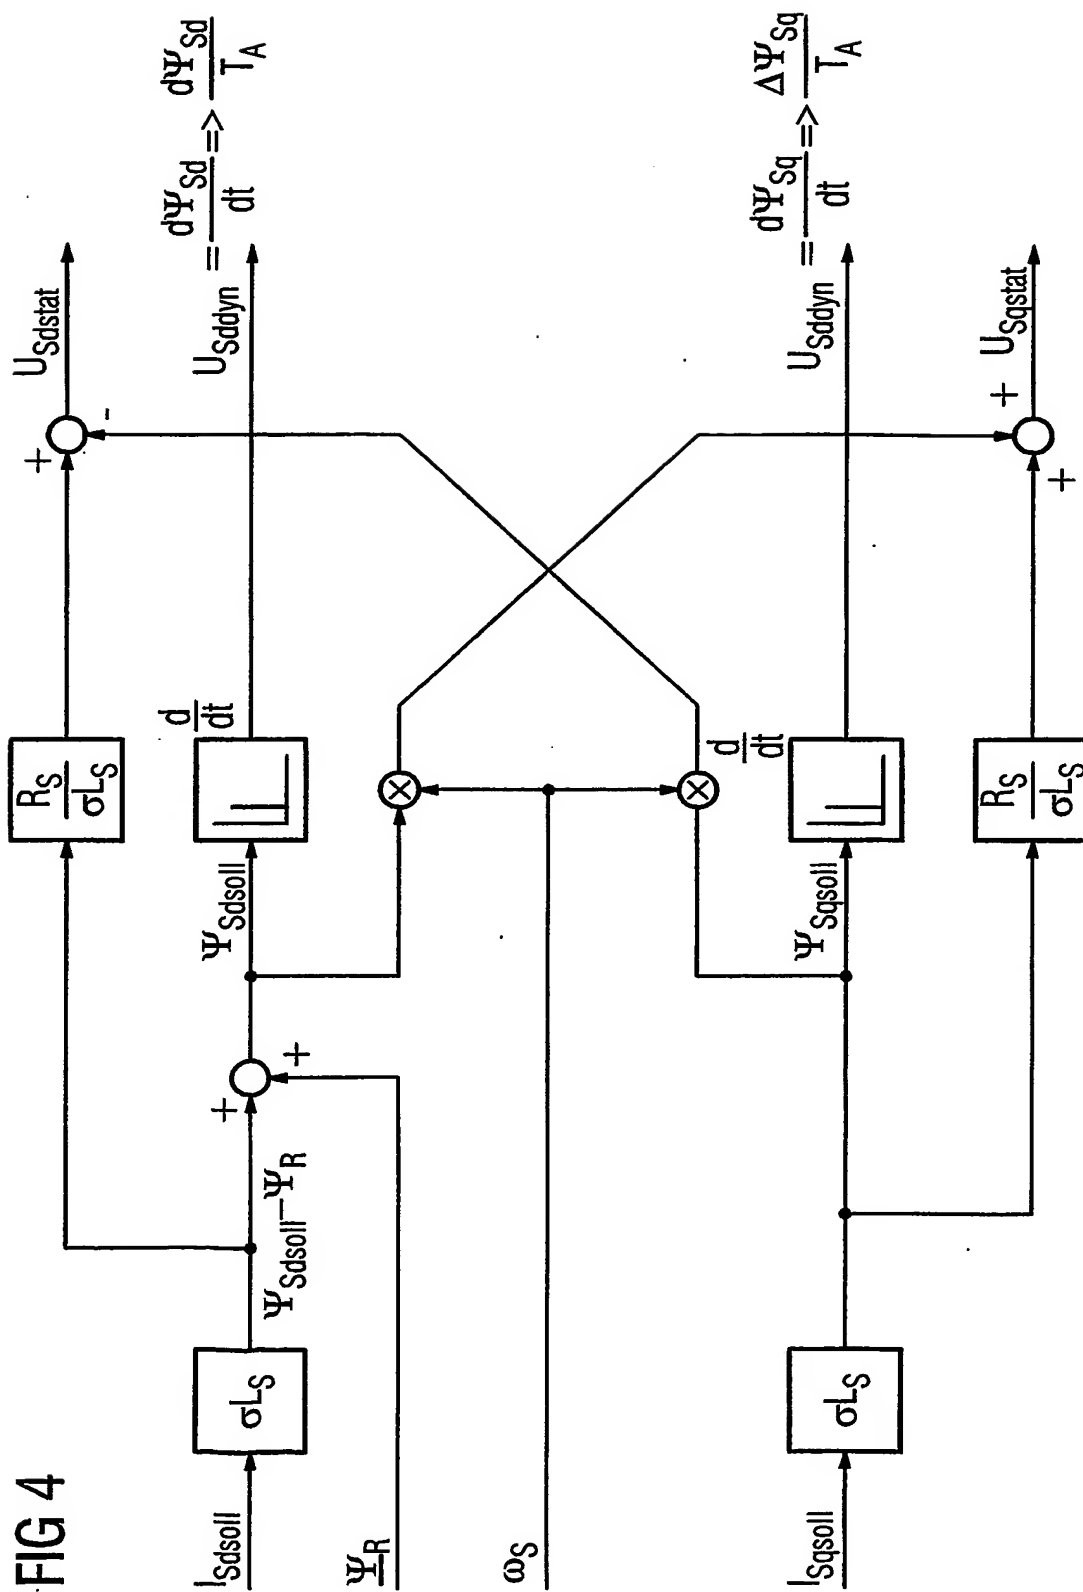 FIG 4
I_Sdsoll
σL_S
Ψ_Sdsoll-Ψ_R
+
+
Ψ_Sdsoll
R_S
σL_S
d
dt
+
-
U_Sdstat
U_Sddyn
= dΨ_Sd/dt => dΨ_Sd/T_A
Ψ_R
ω_S
×
×
I_Sqsoll
σL_S
Ψ_Sqsoll
d
dt
R_S
σL_S
U_Sddyn
= dΨ_Sq/dt => ΔΨ_Sq/T_A
+
+
U_Sqstat